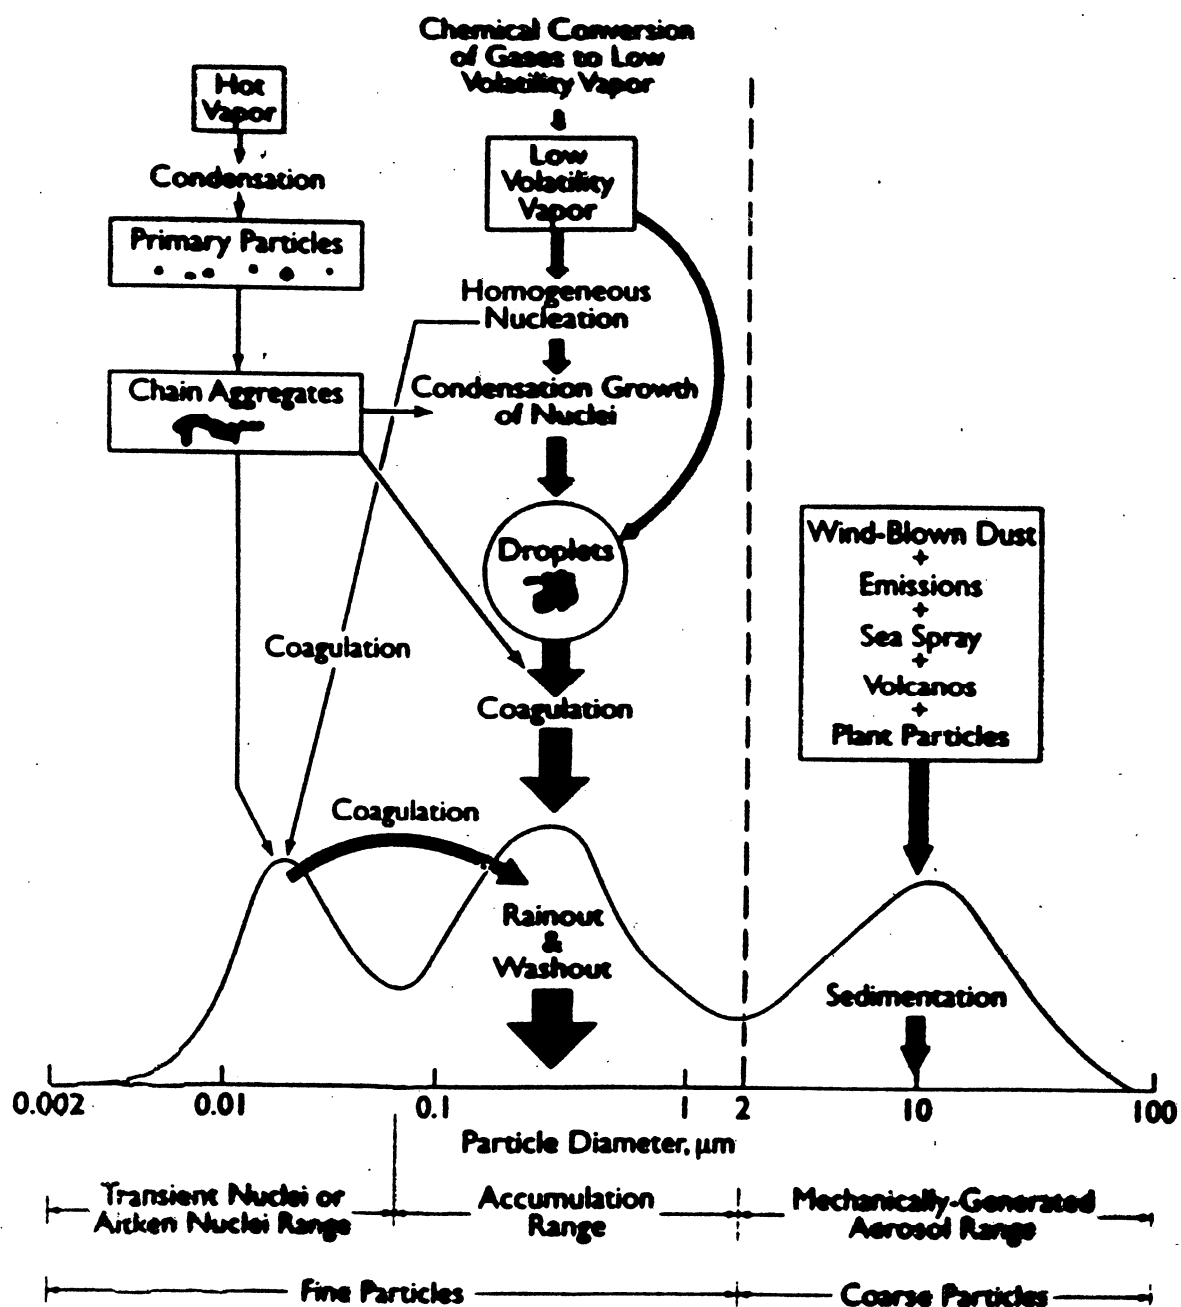 Chemical Conversion
of Gases to Low
Volatility Vapor
Hot
Vapor
Condensation
Primary Particles
Chain Aggregates
Low
Volatility
Vapor
Homogeneous
Nucleation
Condensation Growth
of Nuclei
Droplets
Coagulation
Coagulation
Coagulation
Wind-Blown Dust
+
Emissions
+
Sea Spray
+
Volcanos
+
Plant Particles
Rainout
&
Washout
Sedimentation
0.002 0.01 0.1 1 2 10 100
Particle Diameter, µm
Transient Nuclei or
Aitken Nuclei Range
Accumulation
Range
Mechanically-Generated
Aerosol Range
Fine Particles
Coarse Particles